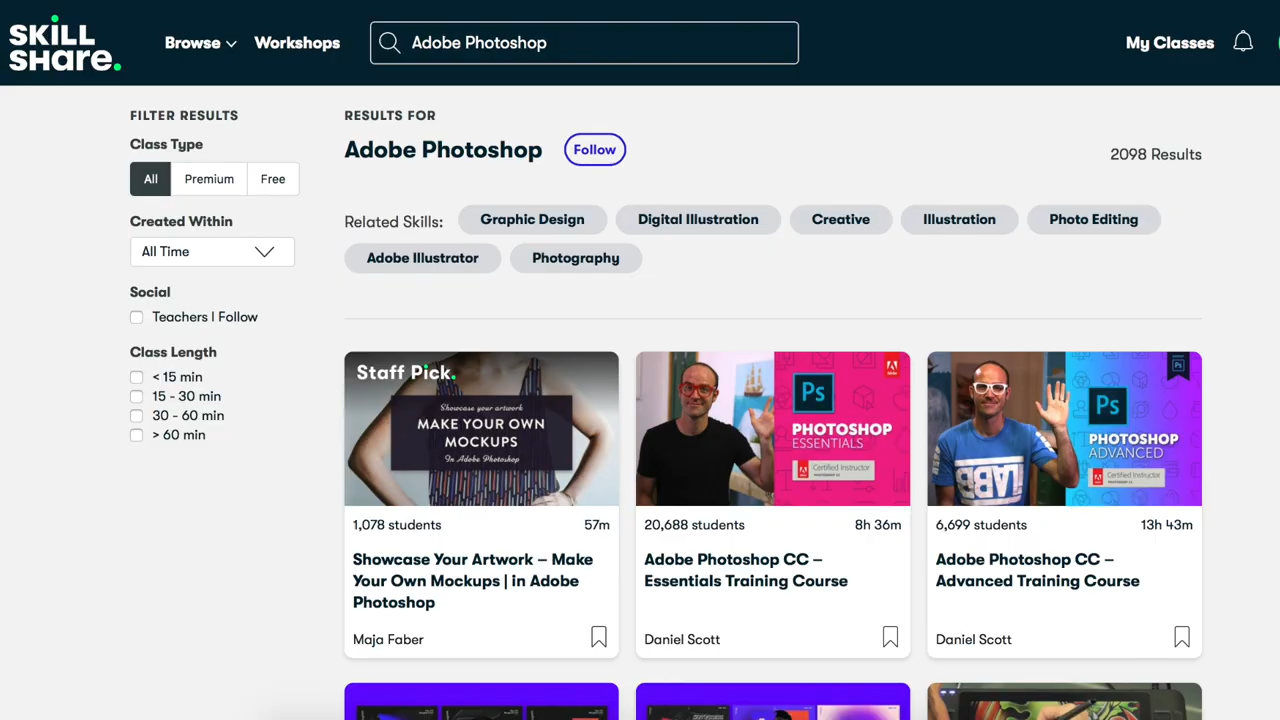 SKILL
SHARE.
Browse
Workshops
Adobe Photoshop
My Classes
FILTER RESULTS
Class Type
All
Premium
Free
Created Within
All Time
Social
Teachers I Follow
Class Length
< 15 min
15 - 30 min
30 - 60 min
> 60 min
RESULTS FOR
Adobe Photoshop
Follow
2098 Results
Related Skills:
Graphic Design
Digital Illustration
Creative
Illustration
Photo Editing
Adobe Illustrator
Photography
Staff Pick.
Showcase your artwork
MAKE YOUR OWN
MOCKUPS
In Adobe Photoshop
1,078 students
57m
Showcase Your Artwork – Make
Your Own Mockups | in Adobe
Photoshop
Maja Faber
Ps
PHOTOSHOP
ESSENTIALS
Certified Instructor
20,688 students
8h 36m
Adobe Photoshop CC –
Essentials Training Course
Daniel Scott
Ps
PHOTOSHOP
ADVANCED
Certified Instructor
6,699 students
13h 43m
Adobe Photoshop CC –
Advanced Training Course
Daniel Scott